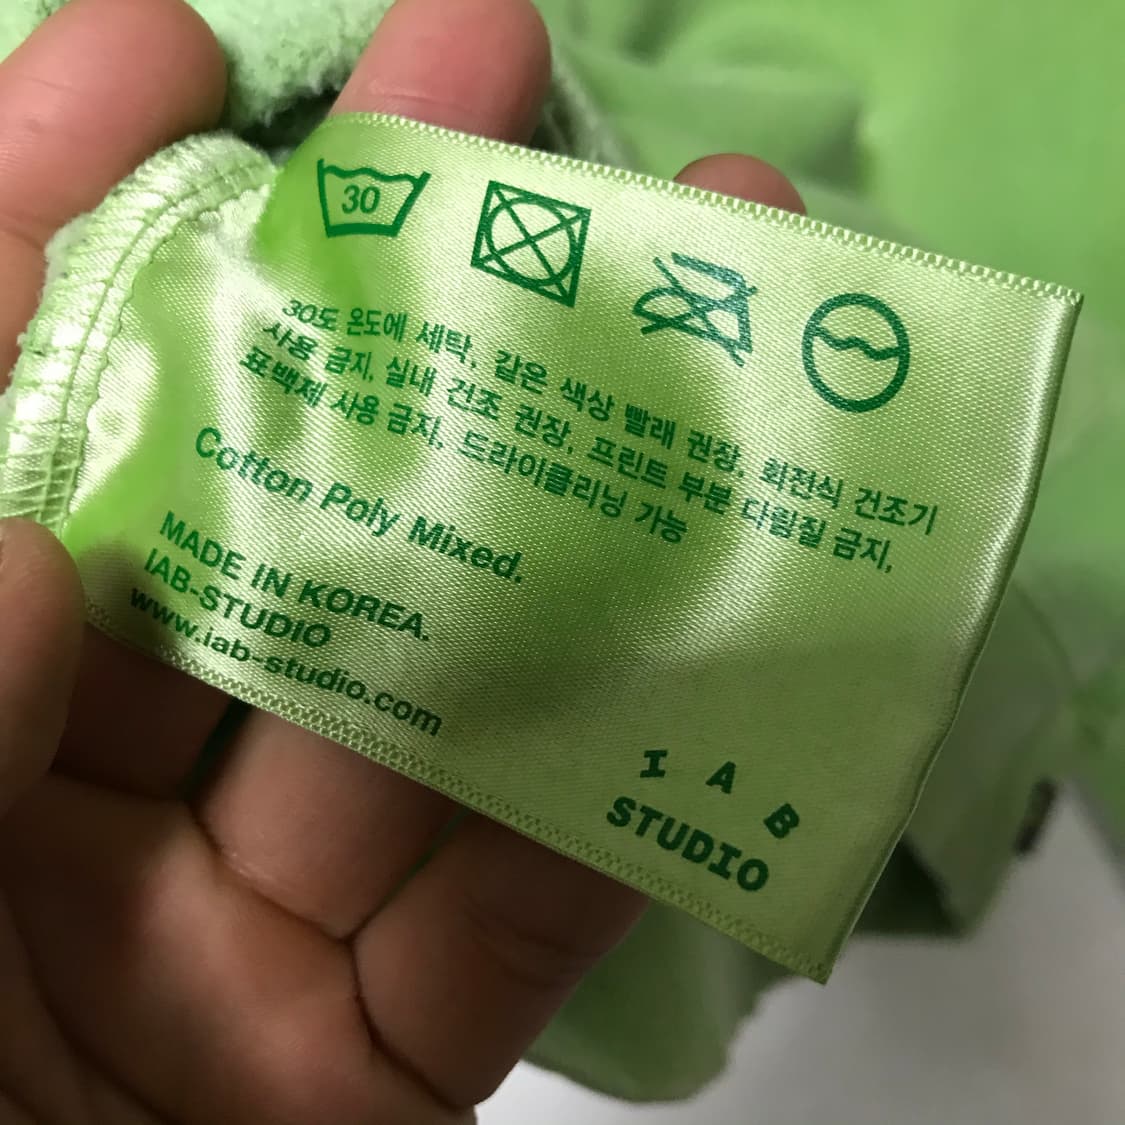 30
30도 온도에 세탁, 같은 색상 빨래 권장, 회전식 건조기
사용 금지, 실내 건조 권장, 프린트 부분 다림질 금지,
표백제 사용 금지, 드라이클리닝 가능
Cotton Poly Mixed.
MADE IN KOREA.
IAB-STUDIO
www.iab-studio.com
I A B
STUDIO